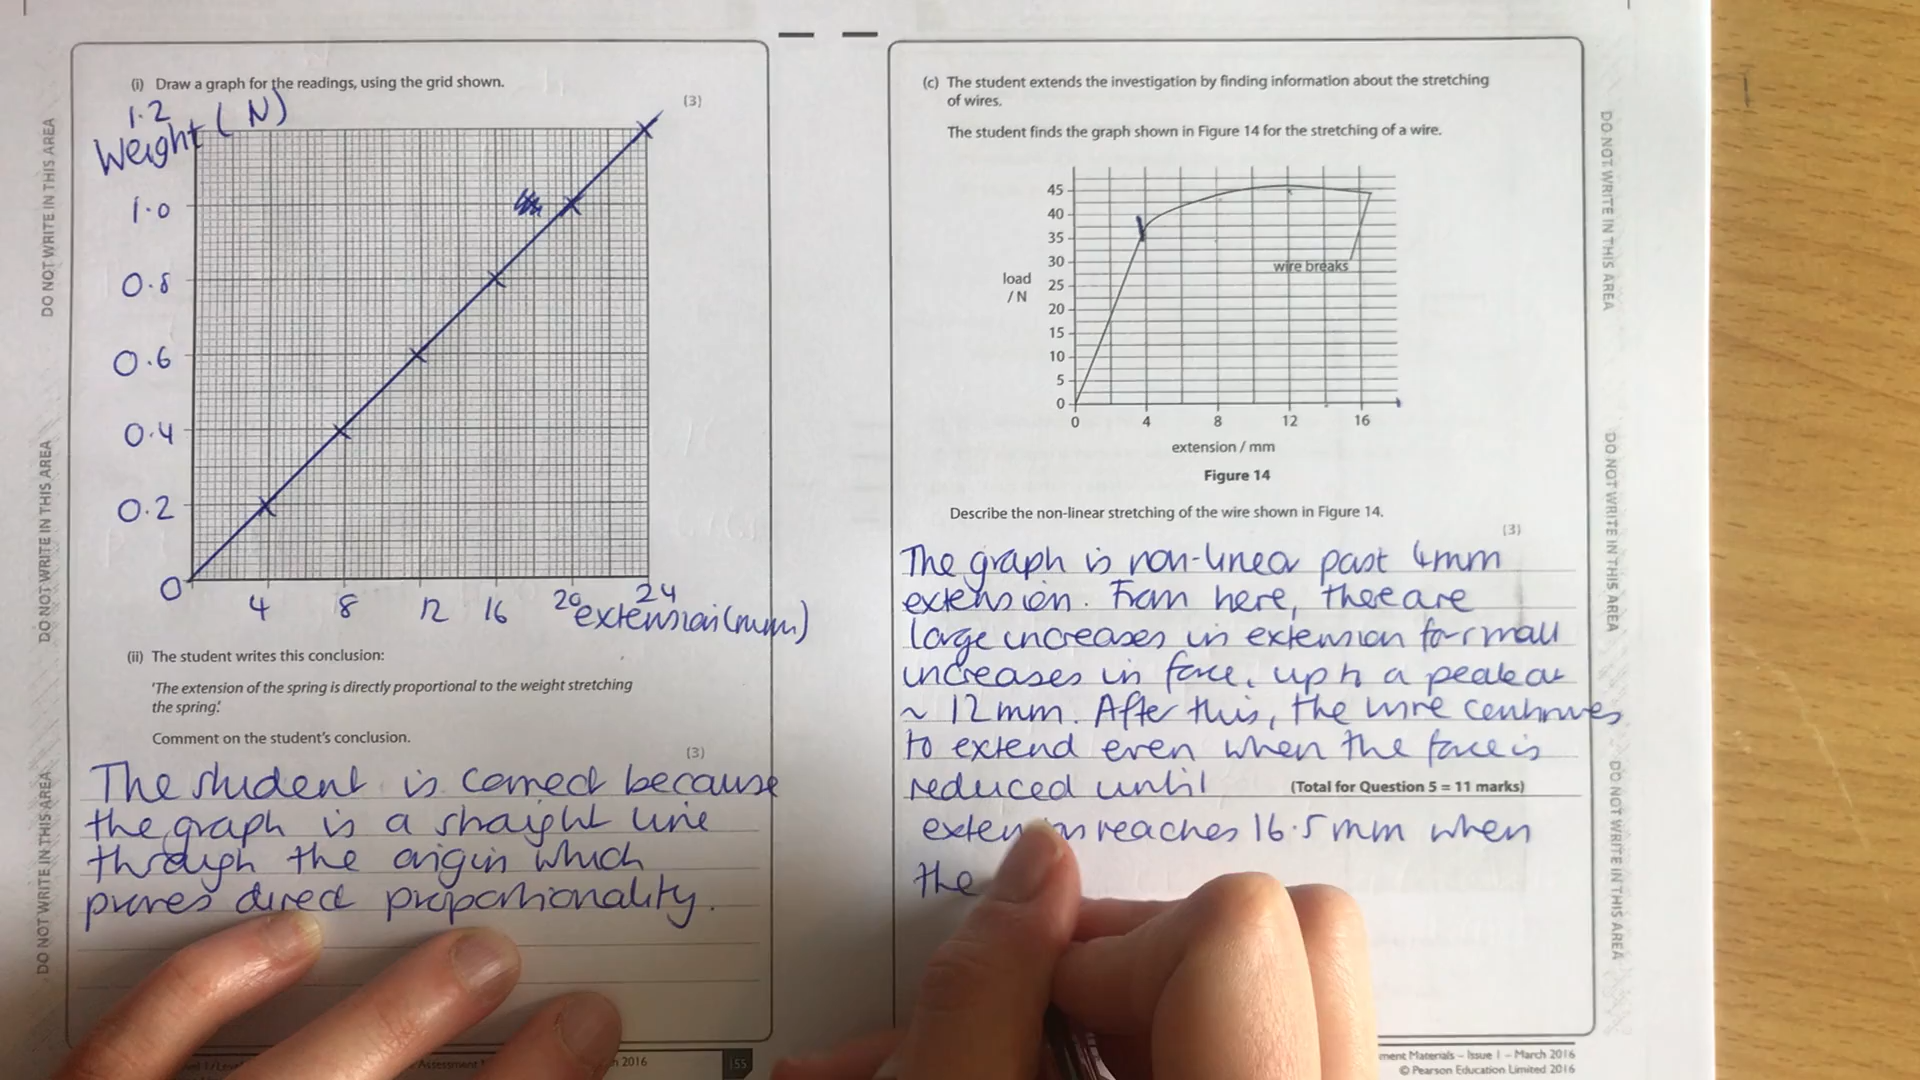 (i) Draw a graph for the readings, using the grid shown.
(3)
1.2
Weight (N)
1.0
0.8
0.6
0.4
0.2
0
4 8 12 16 20 24
extension (mm)
(ii) The student writes this conclusion:
'The extension of the spring is directly proportional to the weight stretching
the spring.'
Comment on the student's conclusion.
(3)
The student is correct because
the graph is a straight line
through the origin which
proves direct proportionality.
2016
155
DO NOT WRITE IN THIS AREA
DO NOT WRITE IN THIS AREA
DO NOT WRITE IN THIS AREA
(c) The student extends the investigation by finding information about the stretching
of wires.
The student finds the graph shown in Figure 14 for the stretching of a wire.
45
40
35
30
25
20
15
10
5
0
load
/ N
wire breaks
0 4 8 12 16
extension / mm
Figure 14
Describe the non-linear stretching of the wire shown in Figure 14.
(3)
The graph is non-linear past 4mm
extension. From here, there are
large increases in extension for small
increases in force, up to a peak at
~ 12mm. After this, the wire continues
to extend even when the force is
reduced until
(Total for Question 5 = 11 marks)
extension reaches 16.5mm when
the
Materials – Issue 1 – March 2016
© Pearson Education Limited 2016
DO NOT WRITE IN THIS AREA
DO NOT WRITE IN THIS AREA
DO NOT WRITE IN THIS AREA